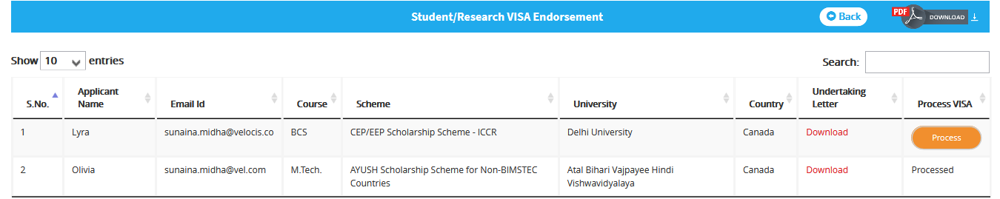 Student/Research VISA Endorsement
Back
PDF
DOWNLOAD
Show 10 entries
Search:
S.No. Applicant Name Email Id Course Scheme University Country Undertaking Letter Process VISA
1 Lyra sunaina.midha@velocis.co BCS CEP/EEP Scholarship Scheme - ICCR Delhi University Canada Download Process
2 Olivia sunaina.midha@vel.com M.Tech. AYUSH Scholarship Scheme for Non-BIMSTEC Countries Atal Bihari Vajpayee Hindi Vishwavidyalaya Canada Download Processed